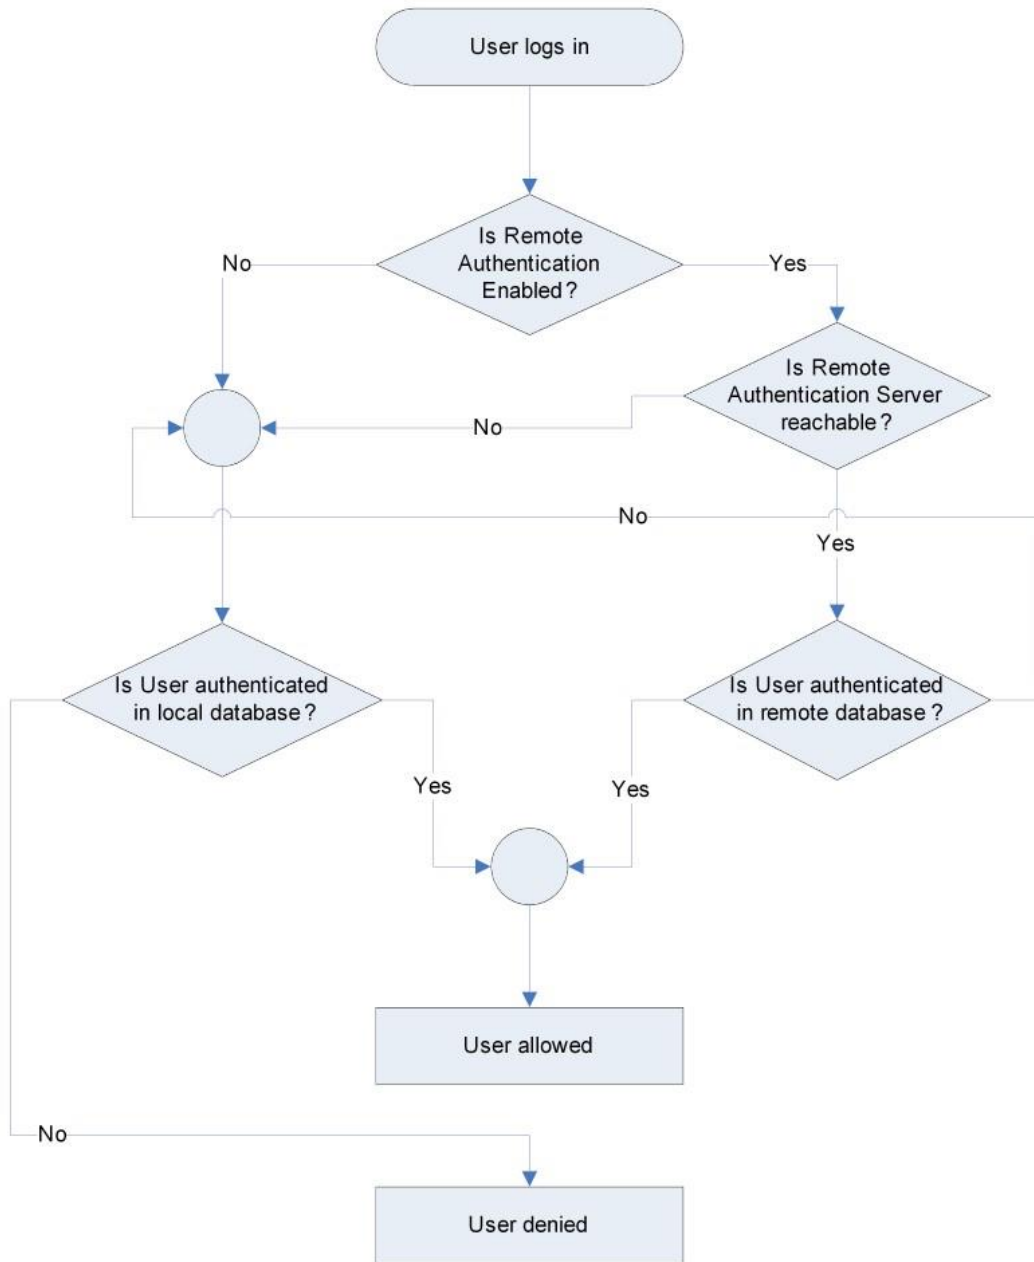 User logs in
Is Remote
Authentication
Enabled?
No
Yes
Is Remote
Authentication Server
reachable?
No
No
Yes
Is User authenticated
in local database?
Is User authenticated
in remote database?
Yes
Yes
User allowed
No
User denied